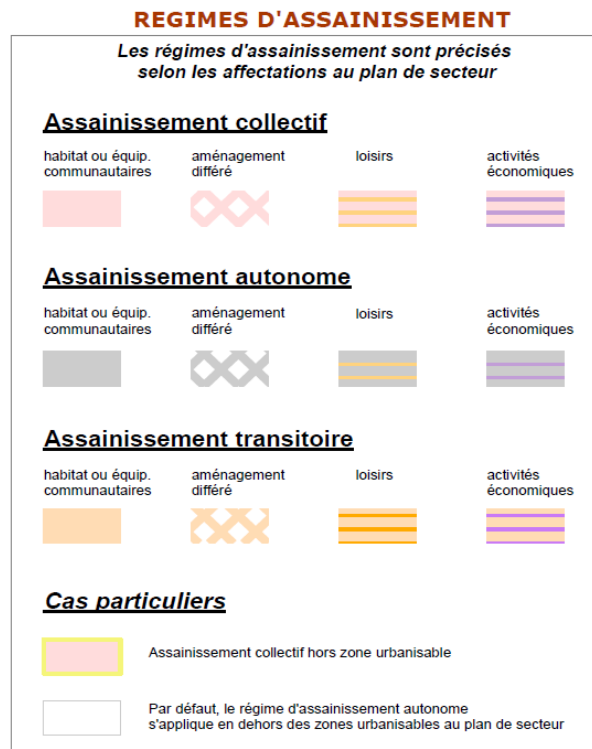 REGIMES D'ASSAINISSEMENT
Les régimes d'assainissement sont précisés
selon les affectations au plan de secteur
Assainissement collectif
habitat ou équip.
communautaires
aménagement
différé
loisirs
activités
économiques
Assainissement autonome
habitat ou équip.
communautaires
aménagement
différé
loisirs
activités
économiques
Assainissement transitoire
habitat ou équip.
communautaires
aménagement
différé
loisirs
activités
économiques
Cas particuliers
Assainissement collectif hors zone urbanisable
Par défaut, le régime d'assainissement autonome
s'applique en dehors des zones urbanisables au plan de secteur